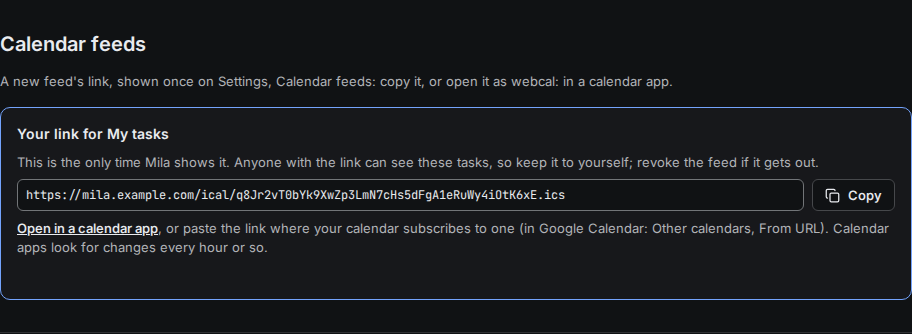 Calendar feeds
A new feed's link, shown once on Settings, Calendar feeds: copy it, or open it as webcal: in a calendar app.
Your link for My tasks
This is the only time Mila shows it. Anyone with the link can see these tasks, so keep it to yourself; revoke the feed if it gets out.
https://mila.example.com/ical/q8Jr2vT0bYk9XwZp3LmN7cHs5dFgA1eRuWy4iOtK6xE.ics
Copy
Open in a calendar app, or paste the link where your calendar subscribes to one (in Google Calendar: Other calendars, From URL). Calendar
apps look for changes every hour or so.